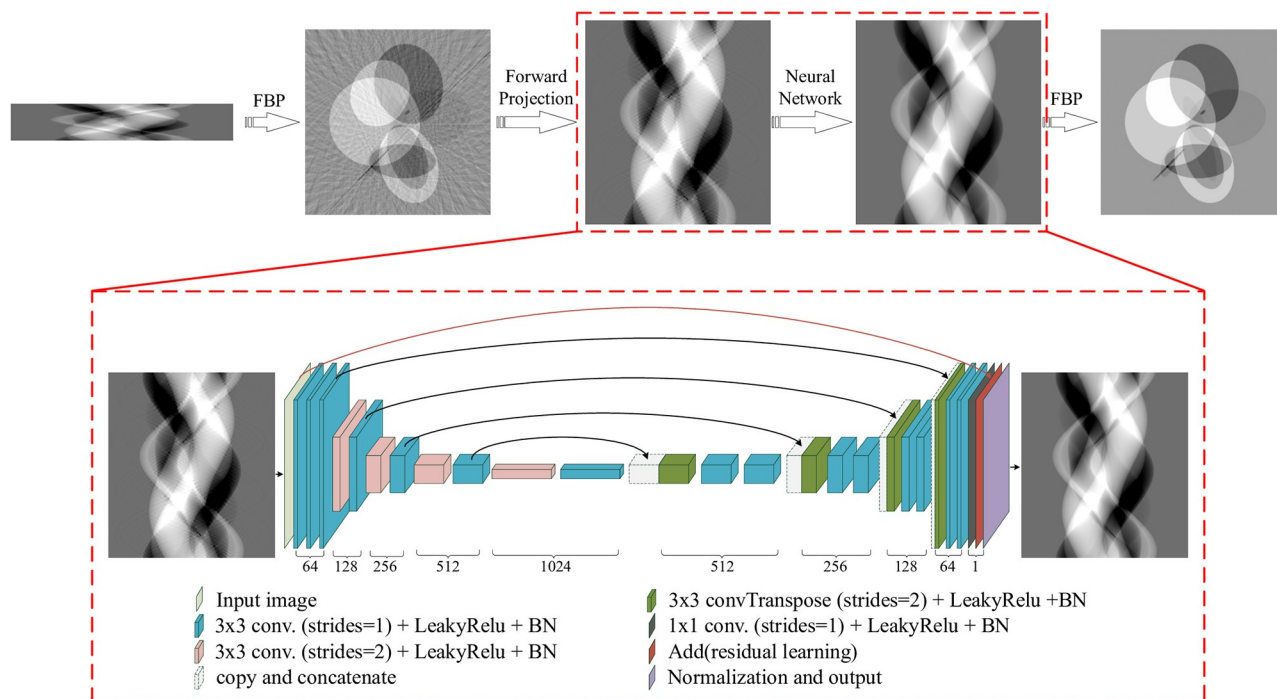 FBP
Forward
Projection
Neural
Network
FBP
64
128
256
512
1024
512
256
128
64
1
Input image
3x3 conv. (strides=1) + LeakyRelu + BN
3x3 conv. (strides=2) + LeakyRelu + BN
copy and concatenate
3x3 convTranspose (strides=2) + LeakyRelu +BN
1x1 conv. (strides=1) + LeakyRelu + BN
Add(residual learning)
Normalization and output